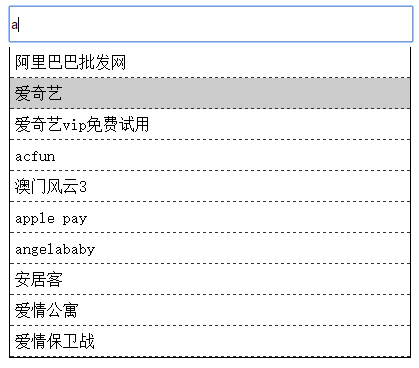 a
阿里巴巴批发网
爱奇艺
爱奇艺vip免费试用
acfun
澳门风云3
apple pay
angelababy
安居客
爱情公寓
爱情保卫战